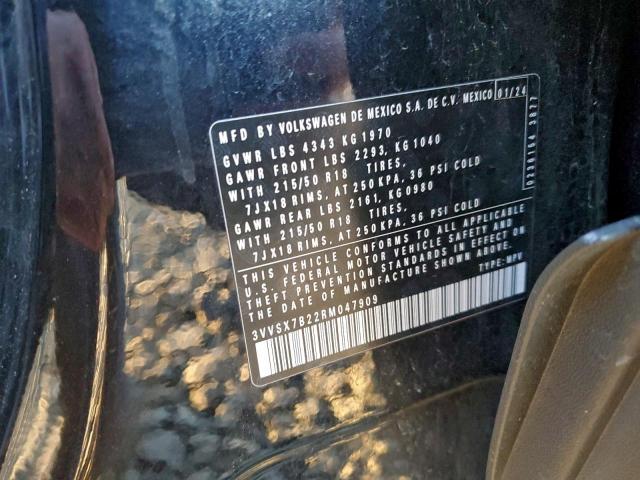 MFD BY VOLKSWAGEN DE MEXICO S.A. DE C.V. MEXICO 01/24
GVWR LBS 4343 KG 1970
GAWR FRONT LBS 2293, KG 1040
WITH 215/50 R18 TIRES,
7JX18 RIMS, AT 250 KPA, 36 PSI COLD
GAWR REAR LBS 2161, KG0980
WITH 215/50 R18 TIRES,
7JX18 RIMS, AT 250 KPA, 36 PSI COLD
THIS VEHICLE CONFORMS TO ALL APPLICABLE
U.S. FEDERAL MOTOR VEHICLE SAFETY AND
THEFT PREVENTION STANDARDS IN EFFECT ON
THE DATE OF MANUFACTURE SHOWN ABOVE.
TYPE: MPV
3VVSX7B22RM047909